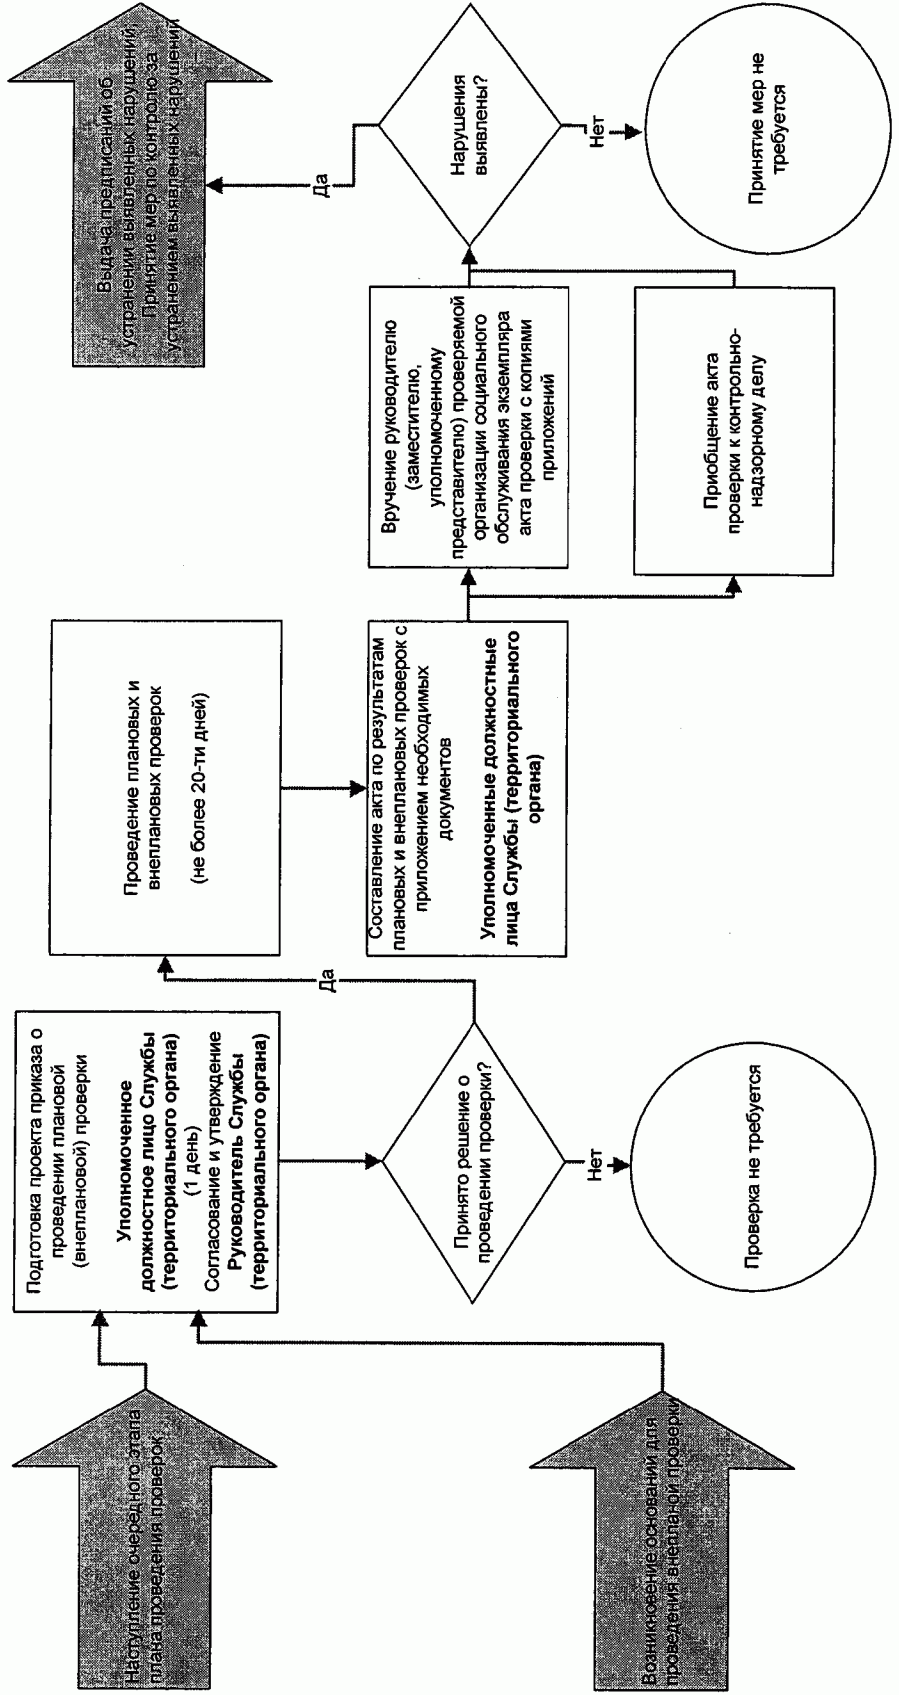 Наступление очередного этапа
плана проведения проверок
Возникновение оснований для
проведения внеплановой проверки
Подготовка проекта приказа о
проведении плановой
(внеплановой) проверки
Уполномоченное
должностное лицо Службы
(территориального органа)
(1 день)
Согласование и утверждение
Руководитель Службы
(территориального органа)
Принято решение о
проведении проверки?
Да
Нет
Проверка не требуется
Проведение плановых и
внеплановых проверок
(не более 20-ти дней)
Составление акта по результатам
плановых и внеплановых проверок с
приложением необходимых
документов
Уполномоченные должностные
лица Службы (территориального
органа)
Вручение руководителю
(заместителю,
уполномоченному
представителю) проверяемой
организации социального
обслуживания экземпляра
акта проверки с копиями
приложений
Приобщение акта
проверки к контрольно-
надзорному делу
Нарушения
выявлены?
Да
Нет
Выдача предписаний об
устранении выявленных нарушений,
Принятие мер по контролю за
устранением выявленных нарушений
Принятие мер не
требуется